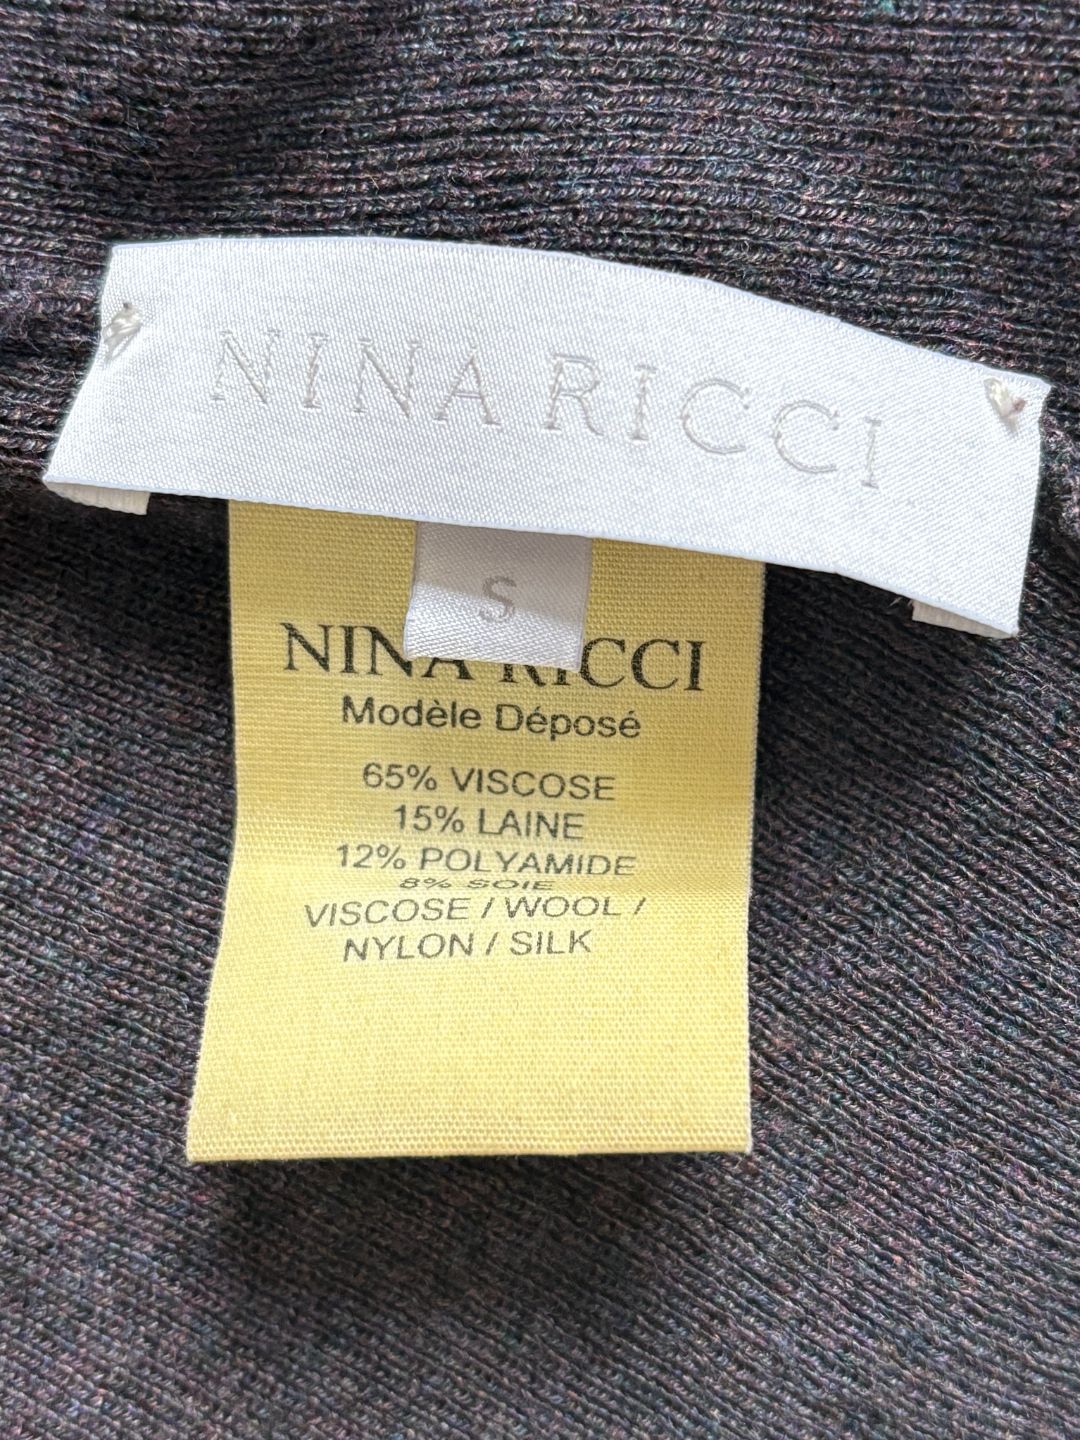 NINA RICCI
S
NINA RICCI
Modèle Déposé
65% VISCOSE
15% LAINE
12% POLYAMIDE
8% SOIE
VISCOSE / WOOL /
NYLON / SILK